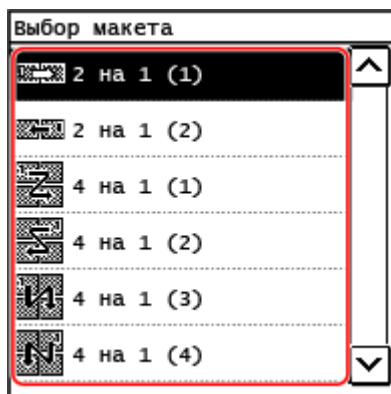 Выбор макета
2 на 1 (1)
2 на 1 (2)
4 на 1 (1)
4 на 1 (2)
4 на 1 (3)
4 на 1 (4)